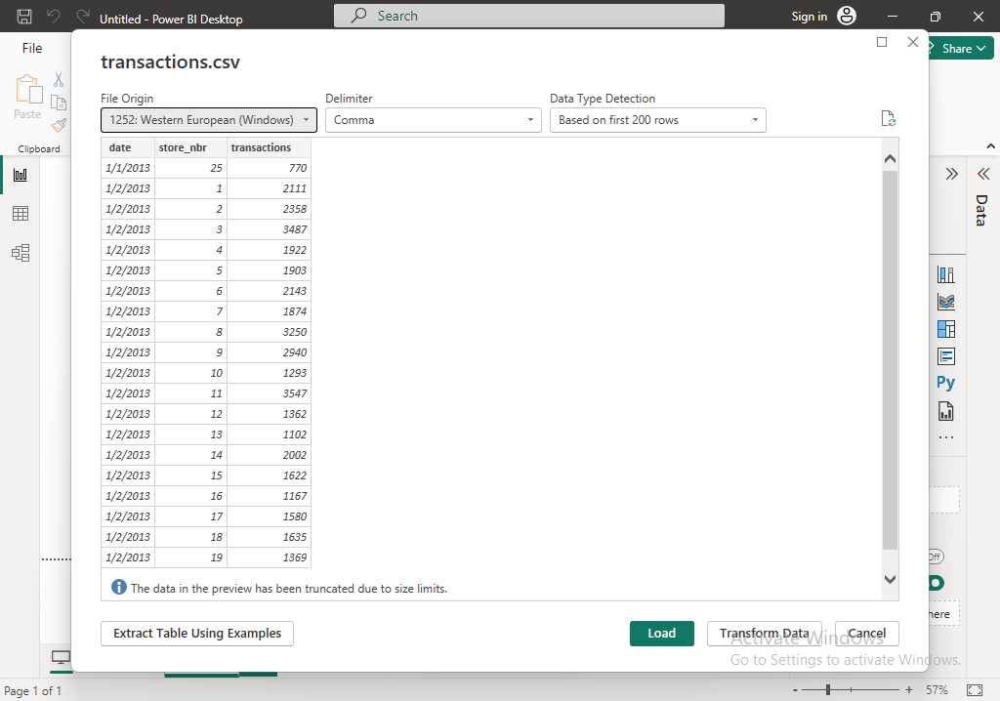 Untitled - Power BI Desktop
Search
Sign in
File
Share
Paste
Clipboard
transactions.csv
File Origin
Delimiter
Data Type Detection
1252: Western European (Windows)
Comma
Based on first 200 rows
date store_nbr transactions
1/1/2013 25 770
1/2/2013 1 2111
1/2/2013 2 2358
1/2/2013 3 3487
1/2/2013 4 1922
1/2/2013 5 1903
1/2/2013 6 2143
1/2/2013 7 1874
1/2/2013 8 3250
1/2/2013 9 2940
1/2/2013 10 1293
1/2/2013 11 3547
1/2/2013 12 1362
1/2/2013 13 1102
1/2/2013 14 2002
1/2/2013 15 1622
1/2/2013 16 1167
1/2/2013 17 1580
1/2/2013 18 1635
1/2/2013 19 1369
The data in the preview has been truncated due to size limits.
Extract Table Using Examples
Load
Transform Data
Cancel
Data
Py
Off
here
Activate Windows
Go to Settings to activate Windows.
Page 1 of 1
- + 57%